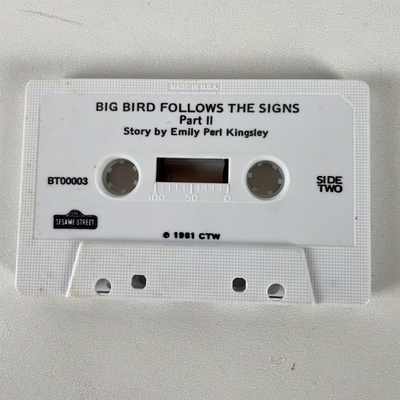 MADE IN U.S.A.
BIG BIRD FOLLOWS THE SIGNS
Part II
Story by Emily Perl Kingsley
BT00003
SIDE
TWO
100 50 0
SESAME STREET
© 1981 CTW